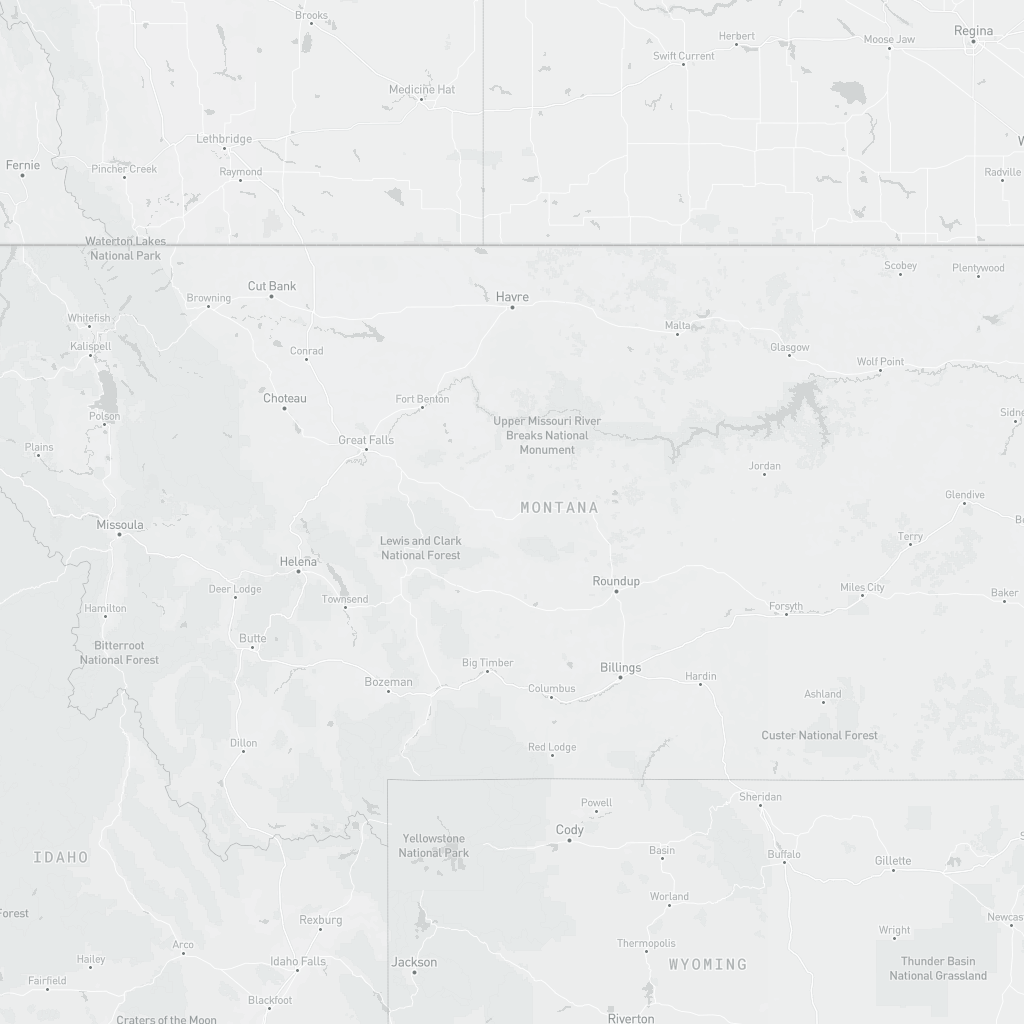 Brooks
Regina
Herbert
Moose Jaw
Swift Current
Medicine Hat
Lethbridge
Fernie
Pincher Creek
Raymond
Radville
Waterton Lakes
National Park
Scobey
Plentywood
Cut Bank
Browning
Havre
Whitefish
Malta
Kalispell
Conrad
Glasgow
Wolf Point
Choteau
Fort Benton
Polson
Upper Missouri River
Breaks National
Monument
Great Falls
Plains
Jordan
Glendive
MONTANA
Missoula
Terry
Lewis and Clark
National Forest
Helena
Roundup
Deer Lodge
Townsend
Miles City
Baker
Hamilton
Forsyth
Butte
Bitterroot
National Forest
Big Timber
Billings
Bozeman
Columbus
Hardin
Ashland
Custer National Forest
Dillon
Red Lodge
Powell
Sheridan
Cody
Yellowstone
National Park
Basin
IDAHO
Buffalo
Gillette
Worland
Forest
Rexburg
Wright
Thermopolis
Arco
Hailey
Idaho Falls
Jackson
WYOMING
Thunder Basin
National Grassland
Fairfield
Blackfoot
Craters of the Moon
Riverton